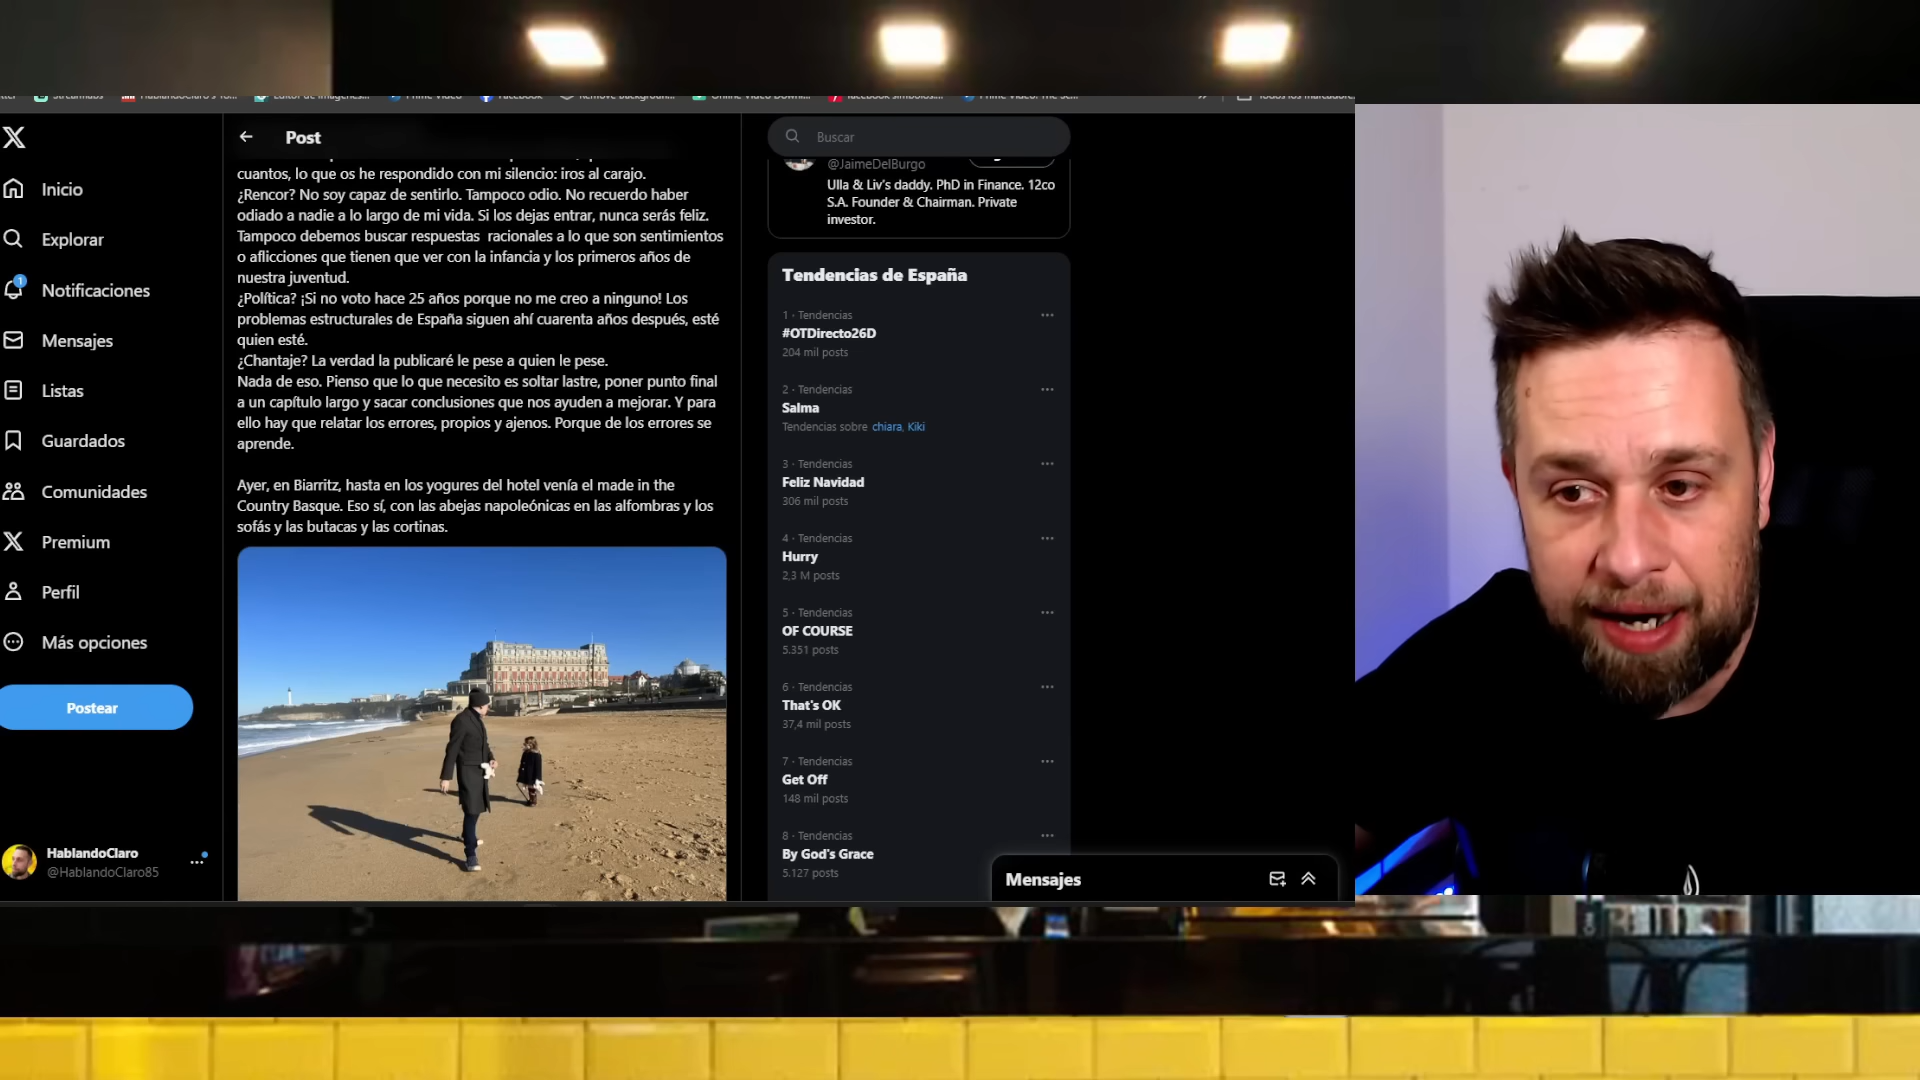 Streamlabs
Prime Video
Facebook
Post
Buscar
Inicio
Explorar
Notificaciones
1
Mensajes
Listas
Guardados
Comunidades
Premium
Perfil
Más opciones
Postear
HablandoClaro
@HablandoClaro85
cuantos, lo que os he respondido con mi silencio: iros al carajo.
¿Rencor? No soy capaz de sentirlo. Tampoco odio. No recuerdo haber
odiado a nadie a lo largo de mi vida. Si los dejas entrar, nunca serás feliz.
Tampoco debemos buscar respuestas racionales a lo que son sentimientos
o aflicciones que tienen que ver con la infancia y los primeros años de
nuestra juventud.
¿Política? ¡Si no voto hace 25 años porque no me creo a ninguno! Los
problemas estructurales de España siguen ahí cuarenta años después, esté
quien esté.
¿Chantaje? La verdad la publicaré le pese a quien le pese.
Nada de eso. Pienso que lo que necesito es soltar lastre, poner punto final
a un capítulo largo y sacar conclusiones que nos ayuden a mejorar. Y para
ello hay que relatar los errores, propios y ajenos. Porque de los errores se
aprende.
Ayer, en Biarritz, hasta en los yogures del hotel venía el made in the
Country Basque. Eso sí, con las abejas napoleónicas en las alfombras y los
sofás y las butacas y las cortinas.
@JaimeDelBurgo
Ulla & Liv's daddy. PhD in Finance. 12co
S.A. Founder & Chairman. Private
investor.
Tendencias de España
1 · Tendencias
#OTDirecto26D
204 mil posts
2 · Tendencias
Salma
Tendencias sobre chiara, Kiki
3 · Tendencias
Feliz Navidad
306 mil posts
4 · Tendencias
Hurry
2,3 M posts
5 · Tendencias
OF COURSE
5.351 posts
6 · Tendencias
That's OK
37,4 mil posts
7 · Tendencias
Get Off
148 mil posts
8 · Tendencias
By God's Grace
5.127 posts
Mensajes